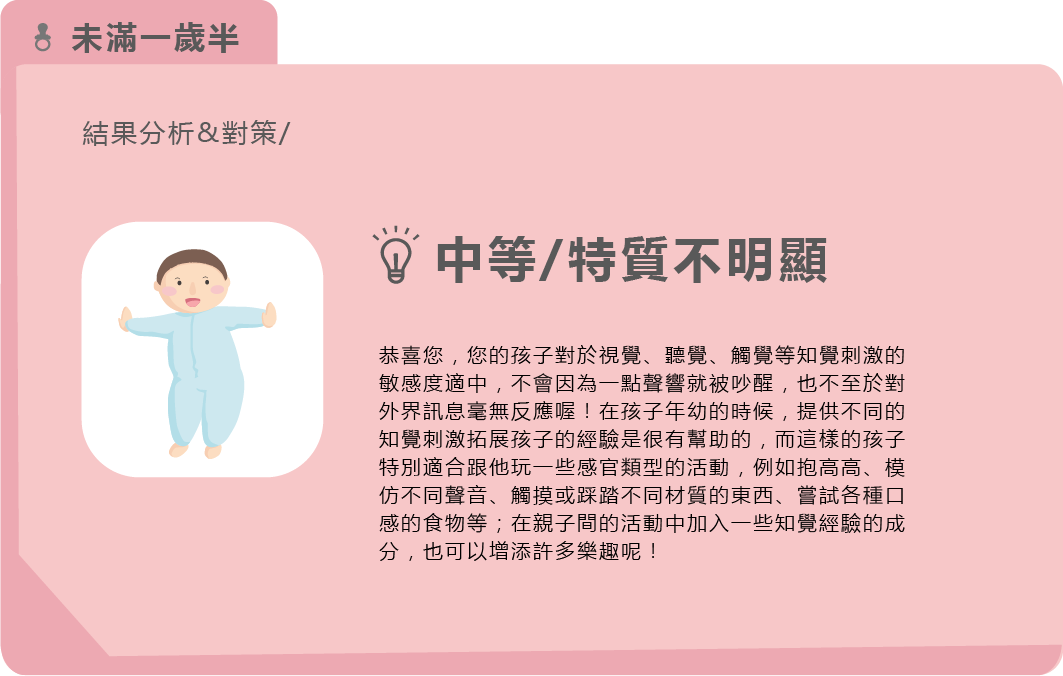 未滿一歲半
結果分析&對策/
中等/特質不明顯
恭喜您，您的孩子對於視覺、聽覺、觸覺等知覺刺激的
敏感度適中，不會因為一點聲響就被吵醒，也不至於對
外界訊息毫無反應喔！在孩子年幼的時候，提供不同的
知覺刺激拓展孩子的經驗是很有幫助的，而這樣的孩子
特別適合跟他玩一些感官類型的活動，例如抱高高、模
仿不同聲音、觸摸或踩踏不同材質的東西、嘗試各種口
感的食物等；在親子間的活動中加入一些知覺經驗的成
分，也可以增添許多樂趣呢！